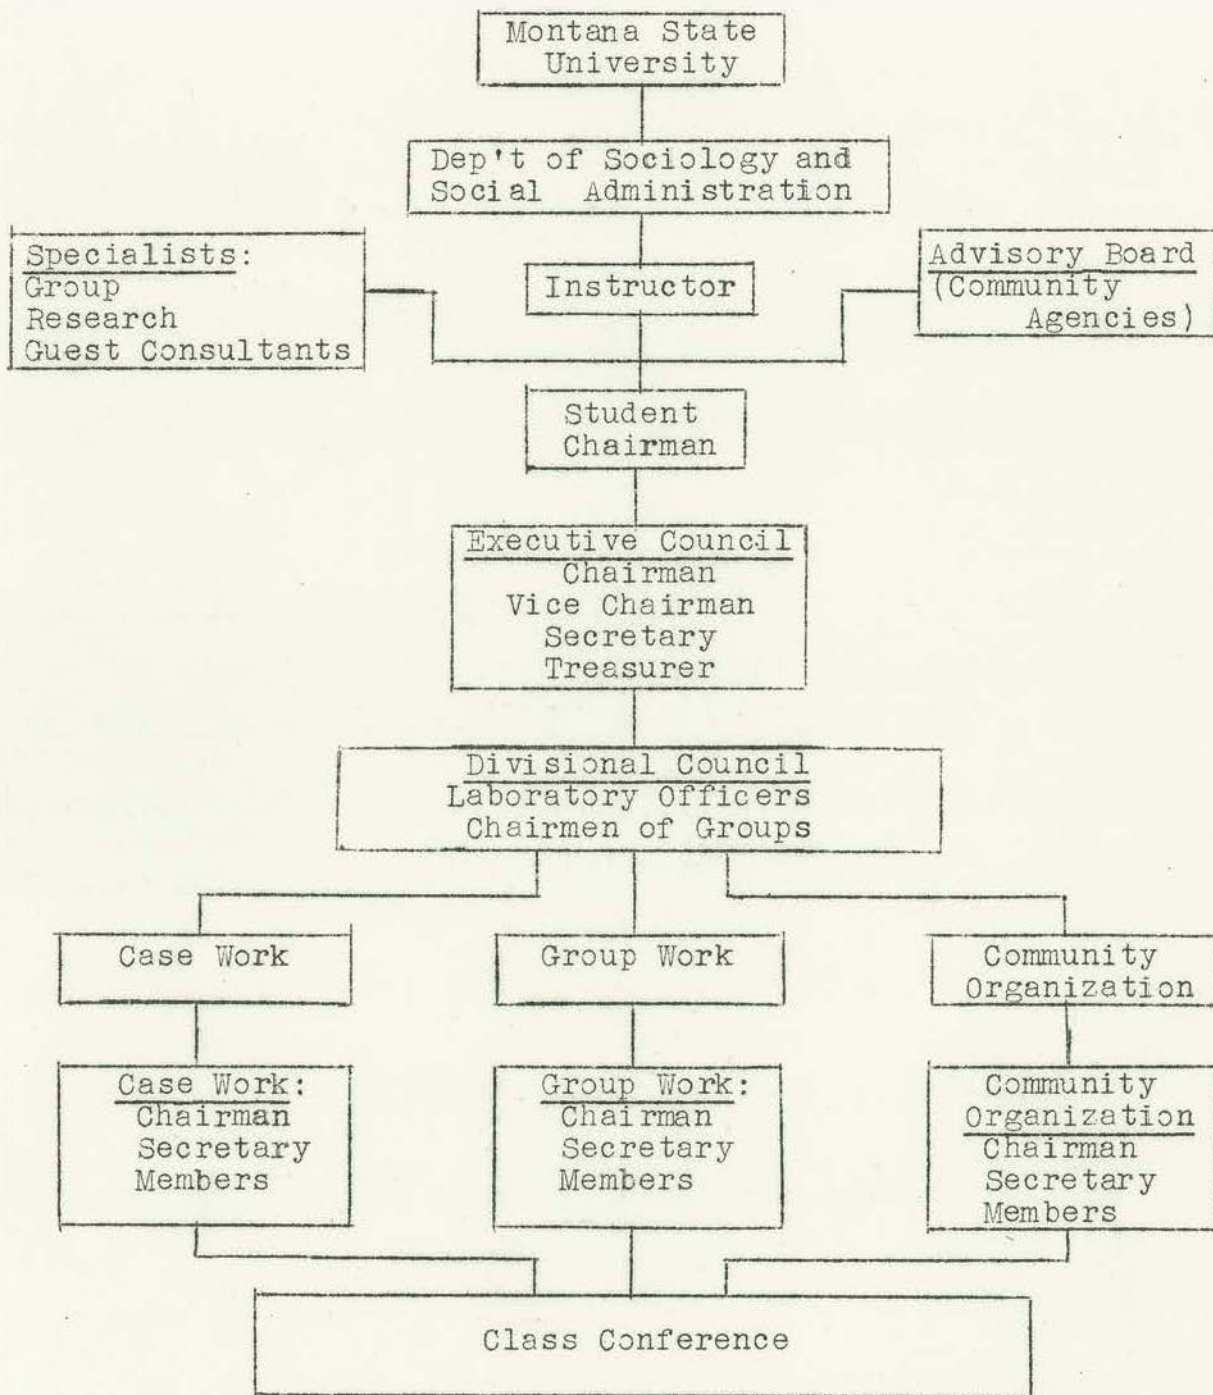 Montana State
University
Dep't of Sociology and
Social Administration
Specialists:
Group
Research
Guest Consultants
Instructor
Advisory Board
(Community
Agencies)
Student
Chairman
Executive Council
Chairman
Vice Chairman
Secretary
Treasurer
Divisional Council
Laboratory Officers
Chairmen of Groups
Case Work
Group Work
Community
Organization
Case Work:
Chairman
Secretary
Members
Group Work:
Chairman
Secretary
Members
Community
Organization
Chairman
Secretary
Members
Class Conference